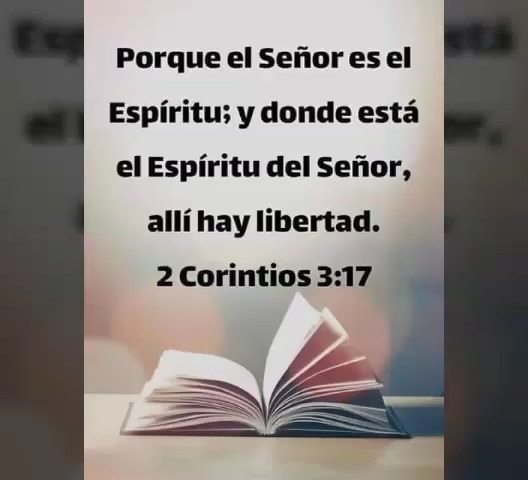 Porque el Señor es el
Espíritu; y donde está
el Espíritu del Señor,
allí hay libertad.
2 Corintios 3:17